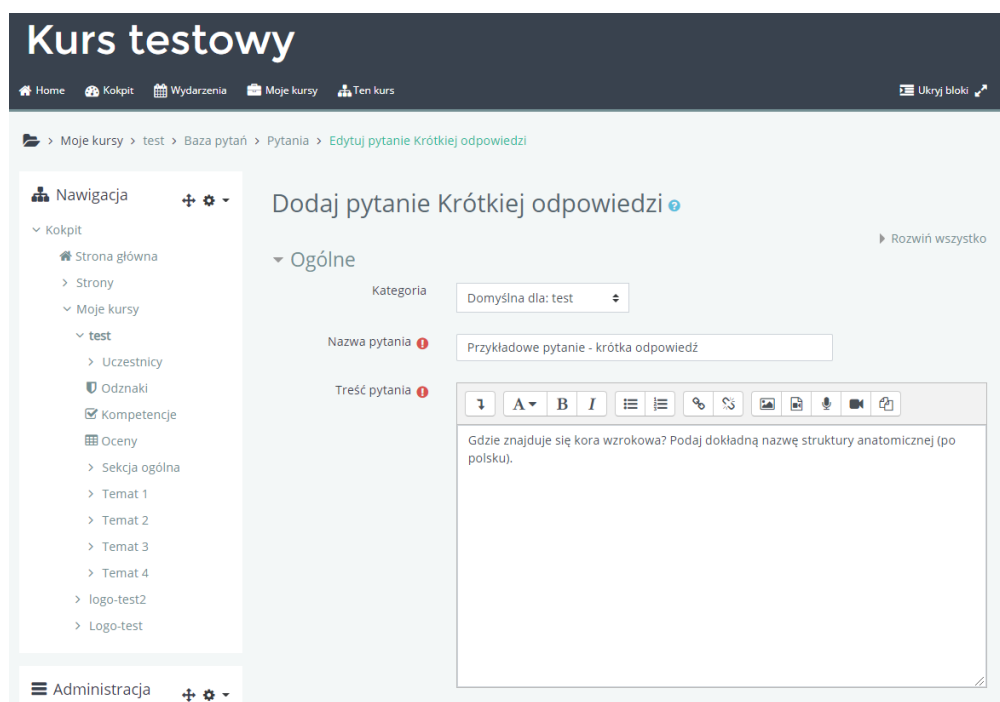 Kurs testowy
Home Kokpit Wydarzenia Moje kursy Ten kurs Ukryj bloki
> Moje kursy > test > Baza pytań > Pytania > Edytuj pytanie Krótkiej odpowiedzi
Nawigacja
Kokpit
Strona główna
Strony
Moje kursy
test
Uczestnicy
Odznaki
Kompetencje
Oceny
Sekcja ogólna
Temat 1
Temat 2
Temat 3
Temat 4
logo-test2
Logo-test
Administracja
Dodaj pytanie Krótkiej odpowiedzi
Rozwiń wszystko
Ogólne
Kategoria
Domyślna dla: test
Nazwa pytania
Przykładowe pytanie - krótka odpowiedź
Treść pytania
A B I
Gdzie znajduje się kora wzrokowa? Podaj dokładną nazwę struktury anatomicznej (po
polsku).